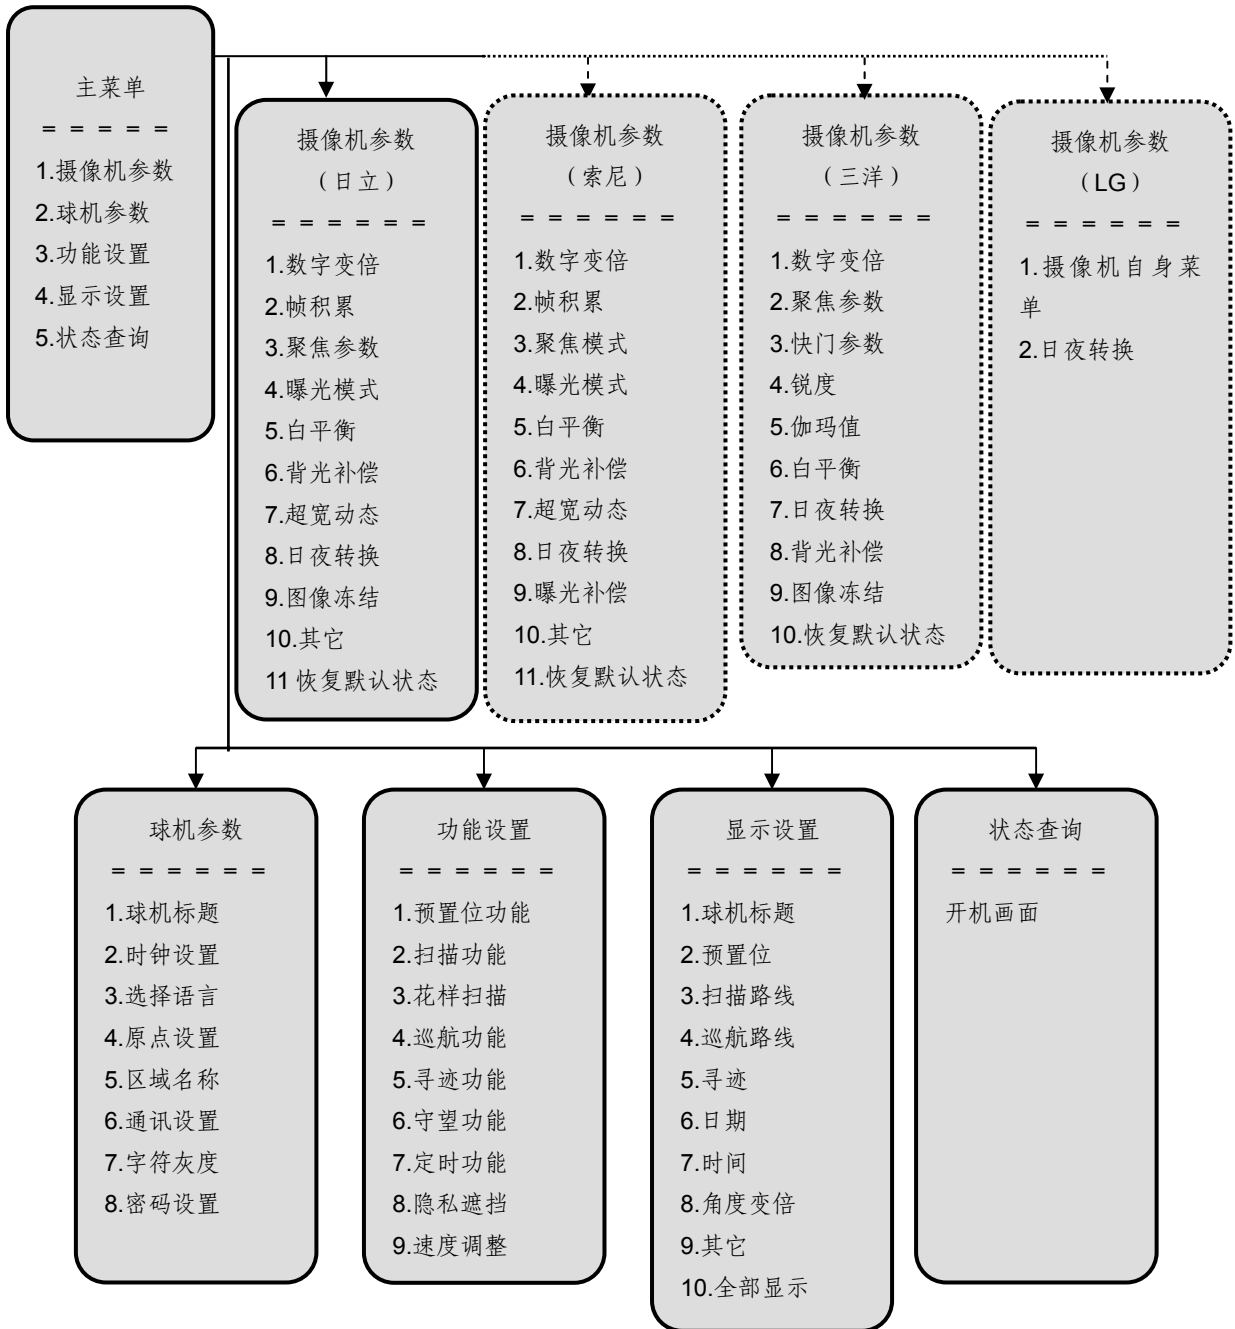 主菜单
= = = = =
1.摄像机参数
2.球机参数
3.功能设置
4.显示设置
5.状态查询
摄像机参数
（日立）
= = = = = =
1.数字变倍
2.帧积累
3.聚焦参数
4.曝光模式
5.白平衡
6.背光补偿
7.超宽动态
8.日夜转换
9.图像冻结
10.其它
11 恢复默认状态
摄像机参数
（索尼）
= = = = = =
1.数字变倍
2.帧积累
3.聚焦模式
4.曝光模式
5.白平衡
6.背光补偿
7.超宽动态
8.日夜转换
9.曝光补偿
10.其它
11.恢复默认状态
摄像机参数
（三洋）
= = = = = =
1.数字变倍
2.聚焦参数
3.快门参数
4.锐度
5.伽玛值
6.白平衡
7.日夜转换
8.背光补偿
9.图像冻结
10.恢复默认状态
摄像机参数
（LG）
= = = = = =
1.摄像机自身菜
单
2.日夜转换
球机参数
= = = = = =
1.球机标题
2.时钟设置
3.选择语言
4.原点设置
5.区域名称
6.通讯设置
7.字符灰度
8.密码设置
功能设置
= = = = = =
1.预置位功能
2.扫描功能
3.花样扫描
4.巡航功能
5.寻迹功能
6.守望功能
7.定时功能
8.隐私遮挡
9.速度调整
显示设置
= = = = = =
1.球机标题
2.预置位
3.扫描路线
4.巡航路线
5.寻迹
6.日期
7.时间
8.角度变倍
9.其它
10.全部显示
状态查询
= = = = = =
开机画面